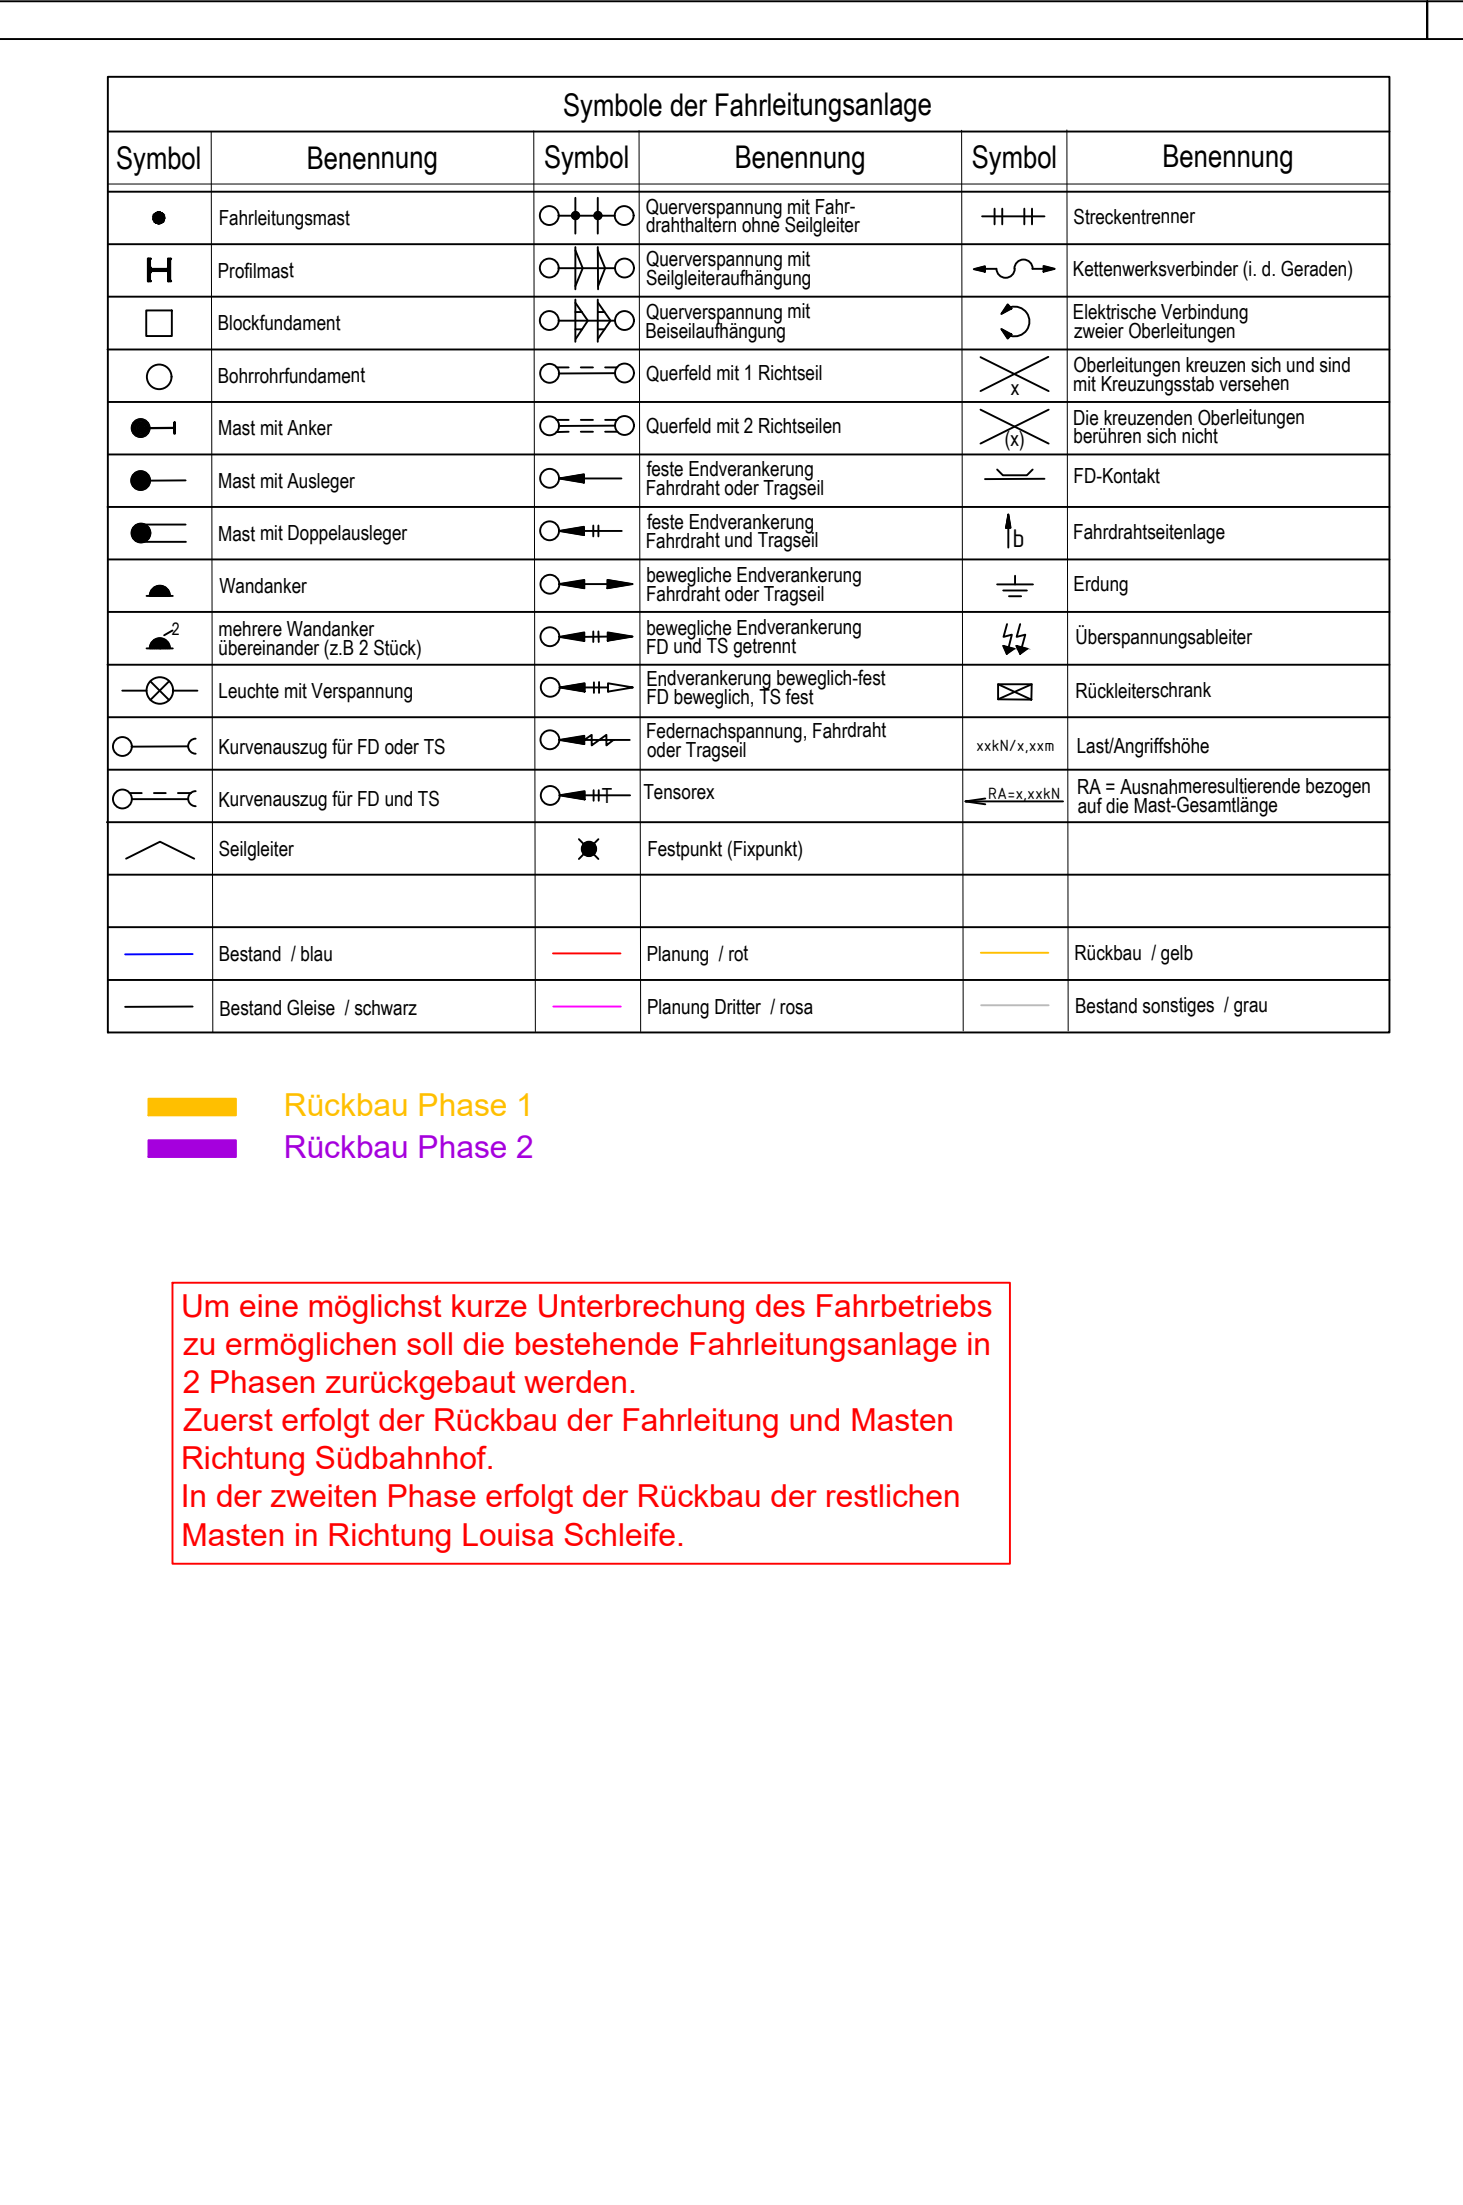 Symbole der Fahrleitungsanlage
Symbol Benennung Symbol Benennung Symbol Benennung
Fahrleitungsmast
Querverspannung mit Fahr-
drahthaltern ohne Seilgleiter
Streckentrenner
Profilmast
Querverspannung mit
Seilgleiteraufhängung
Kettenwerksverbinder (i. d. Geraden)
Blockfundament
Querverspannung mit
Beiseilaufhängung
Elektrische Verbindung
zweier Oberleitungen
Bohrrohrfundament
Querfeld mit 1 Richtseil
x
Oberleitungen kreuzen sich und sind
mit Kreuzungsstab versehen
Mast mit Anker
Querfeld mit 2 Richtseilen
(x)
Die kreuzenden Oberleitungen
berühren sich nicht
Mast mit Ausleger
feste Endverankerung
Fahrdraht oder Tragseil
FD-Kontakt
Mast mit Doppelausleger
feste Endverankerung
Fahrdraht und Tragseil
b
Fahrdrahtseitenlage
Wandanker
bewegliche Endverankerung
Fahrdraht oder Tragseil
Erdung
2
mehrere Wandanker
übereinander (z.B 2 Stück)
bewegliche Endverankerung
FD und TS getrennt
Überspannungsableiter
Leuchte mit Verspannung
Endverankerung beweglich-fest
FD beweglich, TS fest
Rückleiterschrank
Kurvenauszug für FD oder TS
Federnachspannung, Fahrdraht
oder Tragseil
xxkN/x,xxm
Last/Angriffshöhe
Kurvenauszug für FD und TS
Tensorex
RA=x,xxkN
RA = Ausnahmeresultierende bezogen
auf die Mast-Gesamtlänge
Seilgleiter
Festpunkt (Fixpunkt)
Bestand / blau
Planung / rot
Rückbau / gelb
Bestand Gleise / schwarz
Planung Dritter / rosa
Bestand sonstiges / grau
Rückbau Phase 1
Rückbau Phase 2
Um eine möglichst kurze Unterbrechung des Fahrbetriebs
zu ermöglichen soll die bestehende Fahrleitungsanlage in
2 Phasen zurückgebaut werden.
Zuerst erfolgt der Rückbau der Fahrleitung und Masten
Richtung Südbahnhof.
In der zweiten Phase erfolgt der Rückbau der restlichen
Masten in Richtung Louisa Schleife.